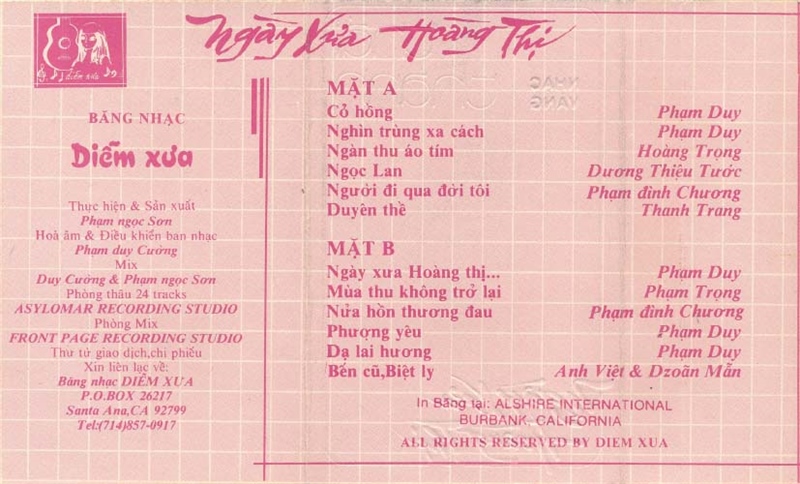 Ngày Xưa Hoàng Thị
diễm xưa
BĂNG NHẠC
Diễm xưa
Thực hiện & Sản xuất
Phạm ngọc Sơn
Hoà âm & Điều khiển ban nhạc
Phạm duy Cường
Mix
Duy Cường & Phạm ngọc Sơn
Phòng thâu 24 tracks
ASYLOMAR RECORDING STUDIO
Phòng Mix
FRONT PAGE RECORDING STUDIO
Thư từ giao dịch,chi phiếu
Xin liên lạc về:
Băng nhạc DIỄM XƯA
P.O.BOX 26217
Santa Ana,CA 92799
Tel:(714)857-0917
MẶT A
Cỏ hồng Phạm Duy
Nghìn trùng xa cách Phạm Duy
Ngàn thu áo tím Hoàng Trọng
Ngọc Lan Dương Thiệu Tước
Người đi qua đời tôi Phạm đình Chương
Duyên thề Thanh Trang
MẶT B
Ngày xưa Hoàng thị... Phạm Duy
Mùa thu không trở lại Phạm Trọng
Nửa hồn thương đau Phạm đình Chương
Phượng yêu Phạm Duy
Dạ lai hương Phạm Duy
Bến cũ,Biệt ly Anh Việt & Dzoãn Mẫn
In Băng tại: ALSHIRE INTERNATIONAL
BURBANK, CALIFORNIA
ALL RIGHTS RESERVED BY DIEM XUA